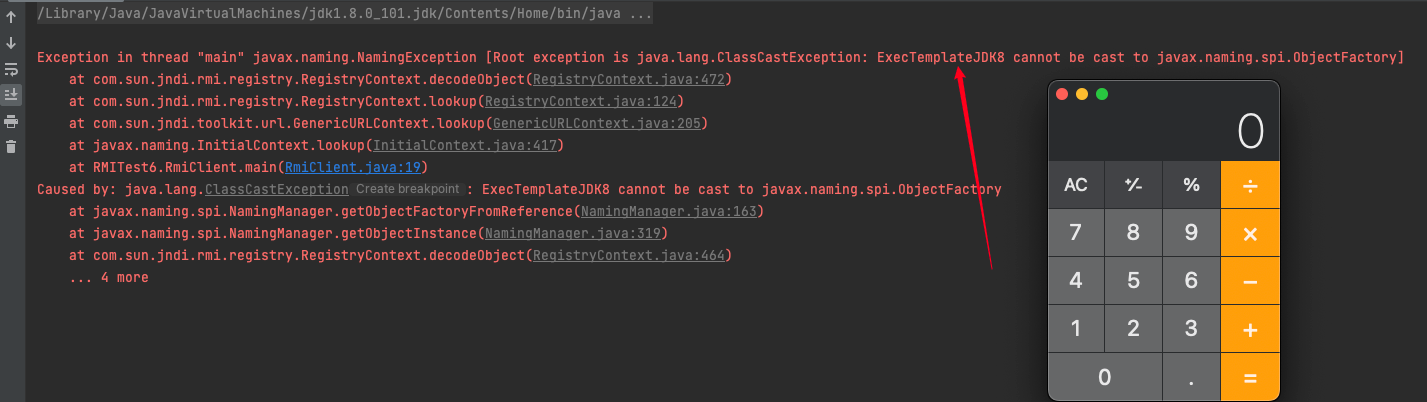 /Library/Java/JavaVirtualMachines/jdk1.8.0_101.jdk/Contents/Home/bin/java ...
Exception in thread "main" javax.naming.NamingException [Root exception is java.lang.ClassCastException: ExecTemplateJDK8 cannot be cast to javax.naming.spi.ObjectFactory]
at com.sun.jndi.rmi.registry.RegistryContext.decodeObject(RegistryContext.java:472)
at com.sun.jndi.rmi.registry.RegistryContext.lookup(RegistryContext.java:124)
at com.sun.jndi.toolkit.url.GenericURLContext.lookup(GenericURLContext.java:205)
at javax.naming.InitialContext.lookup(InitialContext.java:417)
at RMITest6.RmiClient.main(RmiClient.java:19)
Caused by: java.lang.ClassCastException Create breakpoint : ExecTemplateJDK8 cannot be cast to javax.naming.spi.ObjectFactory
at javax.naming.spi.NamingManager.getObjectFactoryFromReference(NamingManager.java:163)
at javax.naming.spi.NamingManager.getObjectInstance(NamingManager.java:319)
at com.sun.jndi.rmi.registry.RegistryContext.decodeObject(RegistryContext.java:464)
... 4 more
0
AC +⁄- % ÷
7 8 9 ×
4 5 6 −
1 2 3 +
0 . =